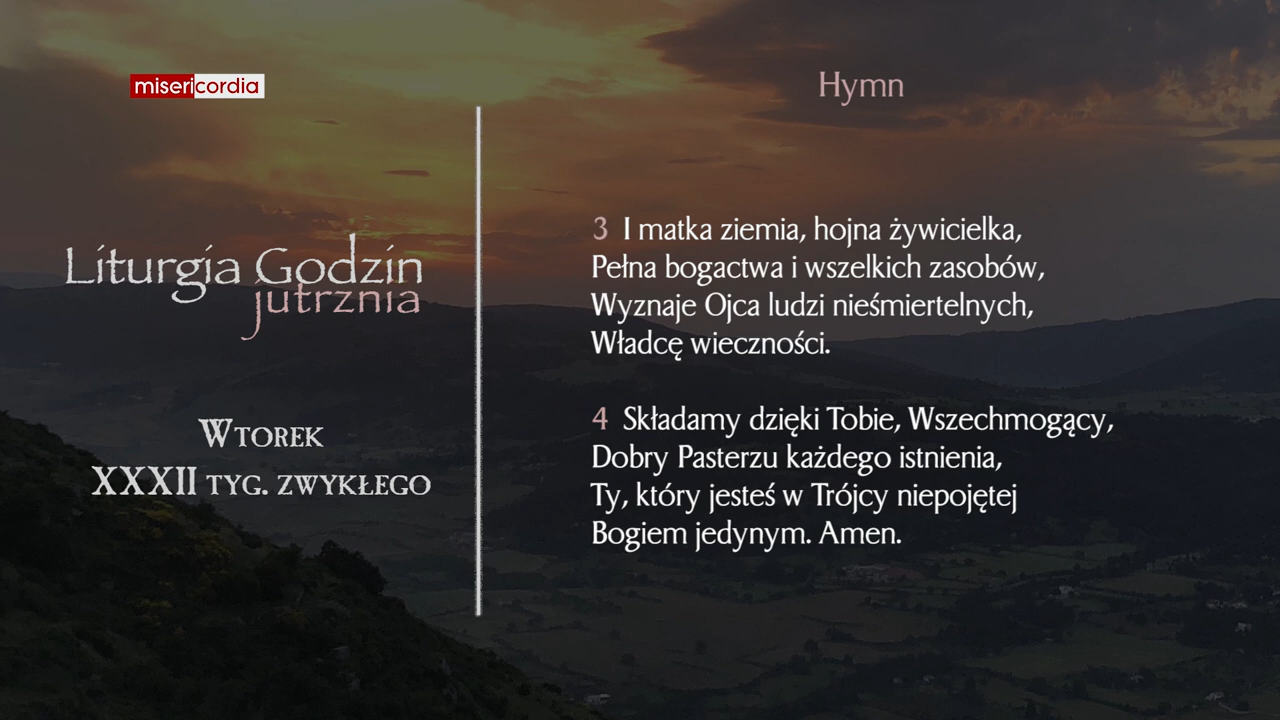 misericordia
Liturgia Godzin
jutrznia
Wtorek
XXXII tyg. zwykłego
Hymn
3 I matka ziemia, hojna żywicielka,
Pełna bogactwa i wszelkich zasobów,
Wyznaje Ojca ludzi nieśmiertelnych,
Władcę wieczności.
4 Składamy dzięki Tobie, Wszechmogący,
Dobry Pasterzu każdego istnienia,
Ty, który jesteś w Trójcy niepojętej
Bogiem jedynym. Amen.